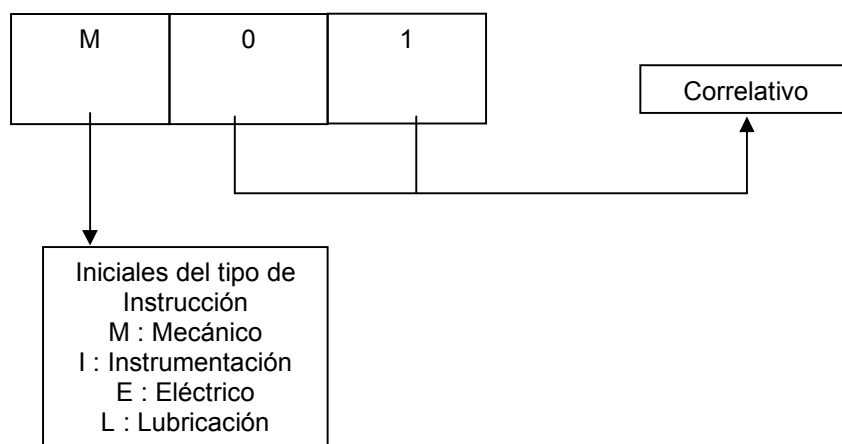 M 0 1
Correlativo
Iniciales del tipo de
Instrucción
M : Mecánico
I : Instrumentación
E : Eléctrico
L : Lubricación